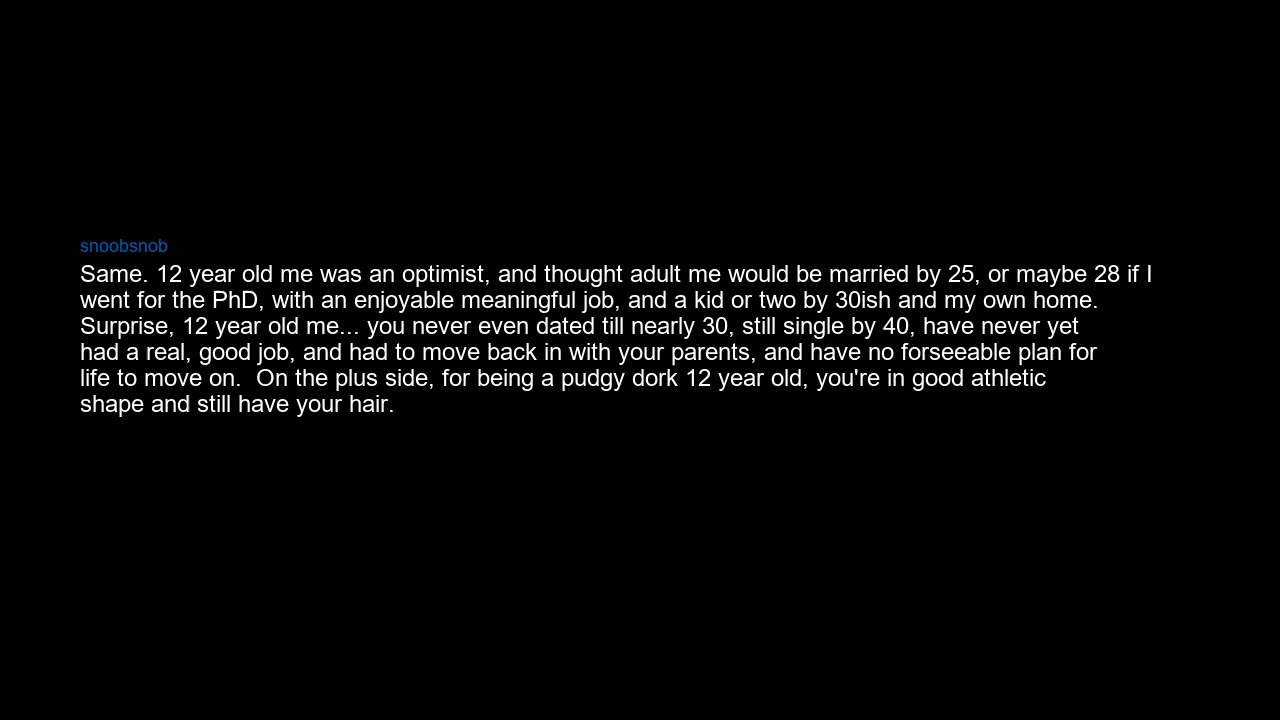 snoobsnob
Same. 12 year old me was an optimist, and thought adult me would be married by 25, or maybe 28 if I
went for the PhD, with an enjoyable meaningful job, and a kid or two by 30ish and my own home.
Surprise, 12 year old me... you never even dated till nearly 30, still single by 40, have never yet
had a real, good job, and had to move back in with your parents, and have no forseeable plan for
life to move on.  On the plus side, for being a pudgy dork 12 year old, you're in good athletic
shape and still have your hair.